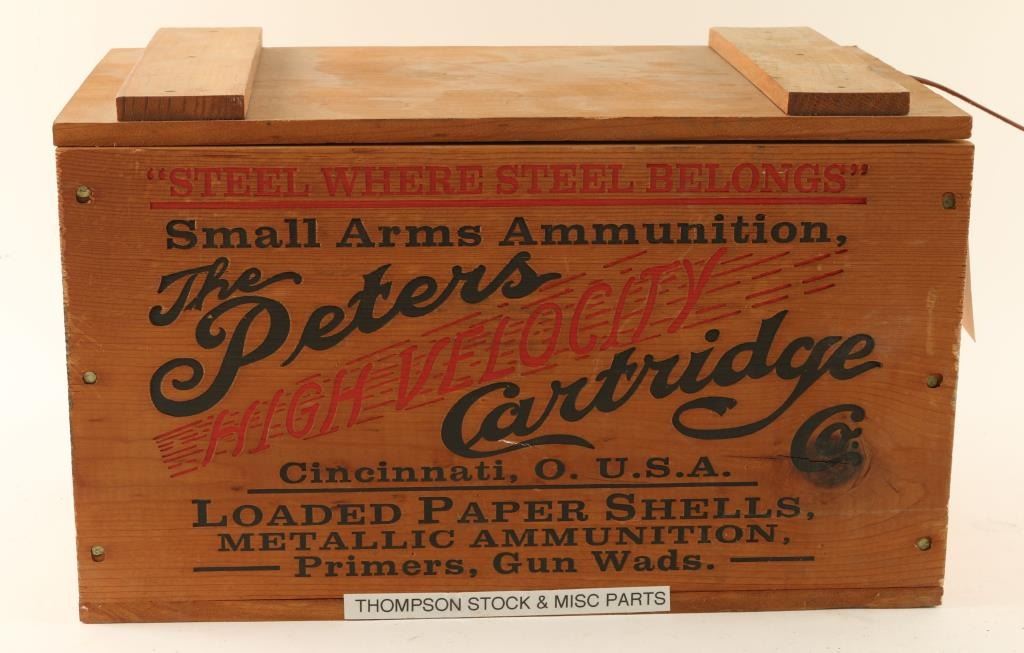 "STEEL WHERE STEEL BELONGS"
Small Arms Ammunition,
The Peters
HIGH VELOCITY
Cartridge Co.
Cincinnati, O. U.S.A.
LOADED PAPER SHELLS,
METALLIC AMMUNITION,
Primers, Gun Wads.
THOMPSON STOCK & MISC PARTS